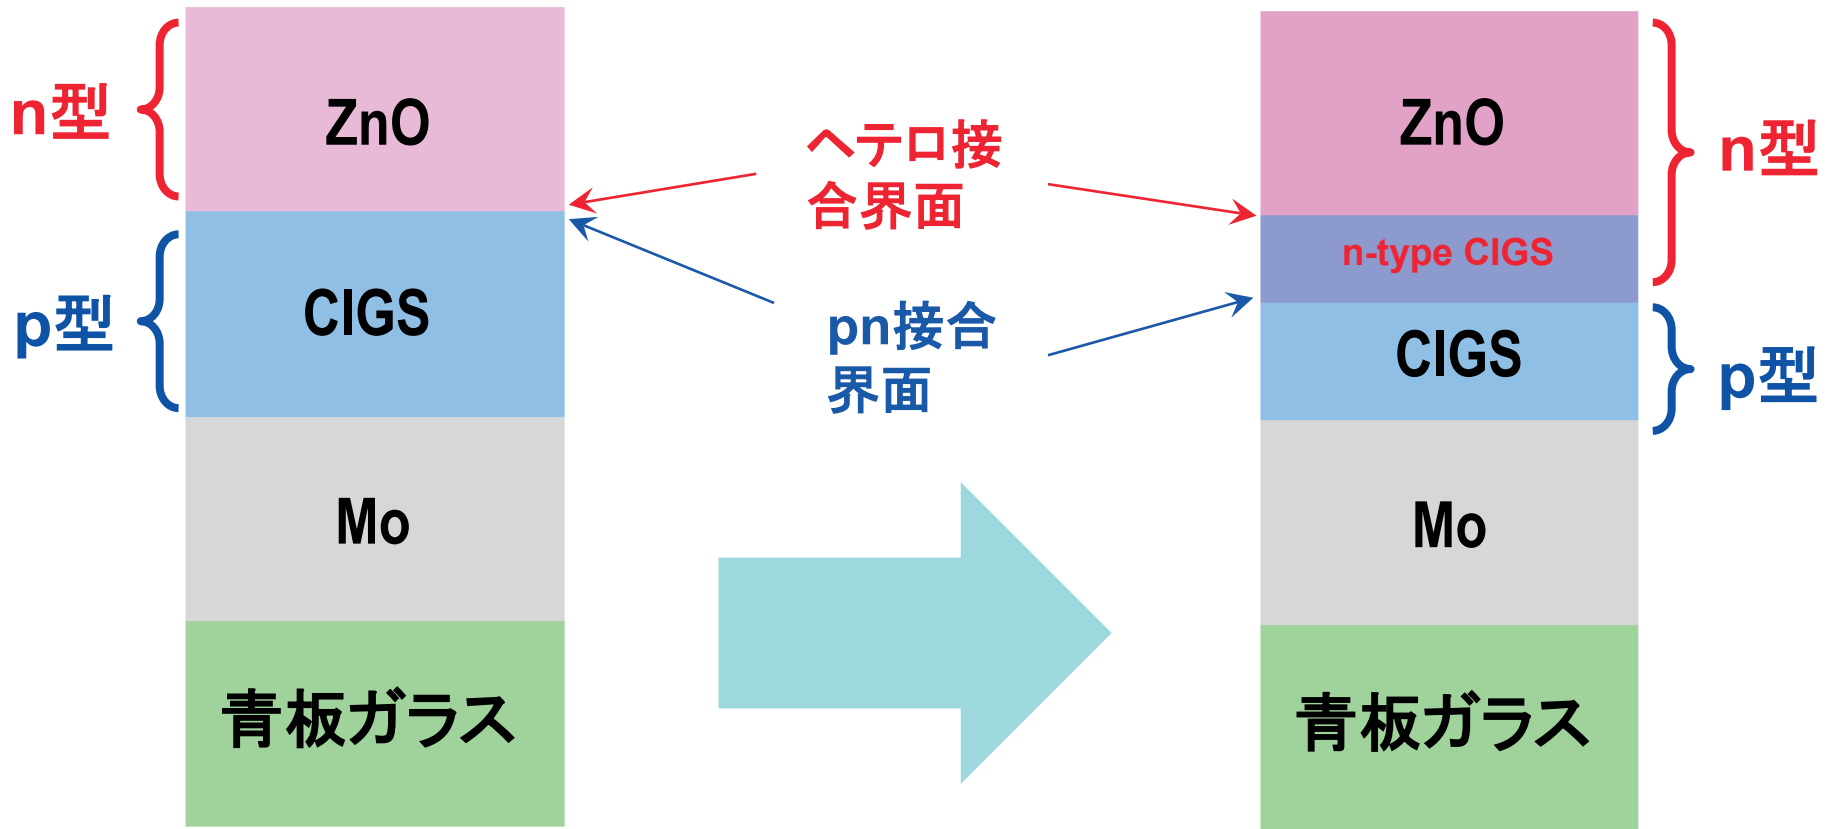 n型
ZnO
p型
CIGS
Mo
青板ガラス
ヘテロ接
合界面
pn接合
界面
ZnO
n型
n-type CIGS
CIGS
p型
Mo
青板ガラス